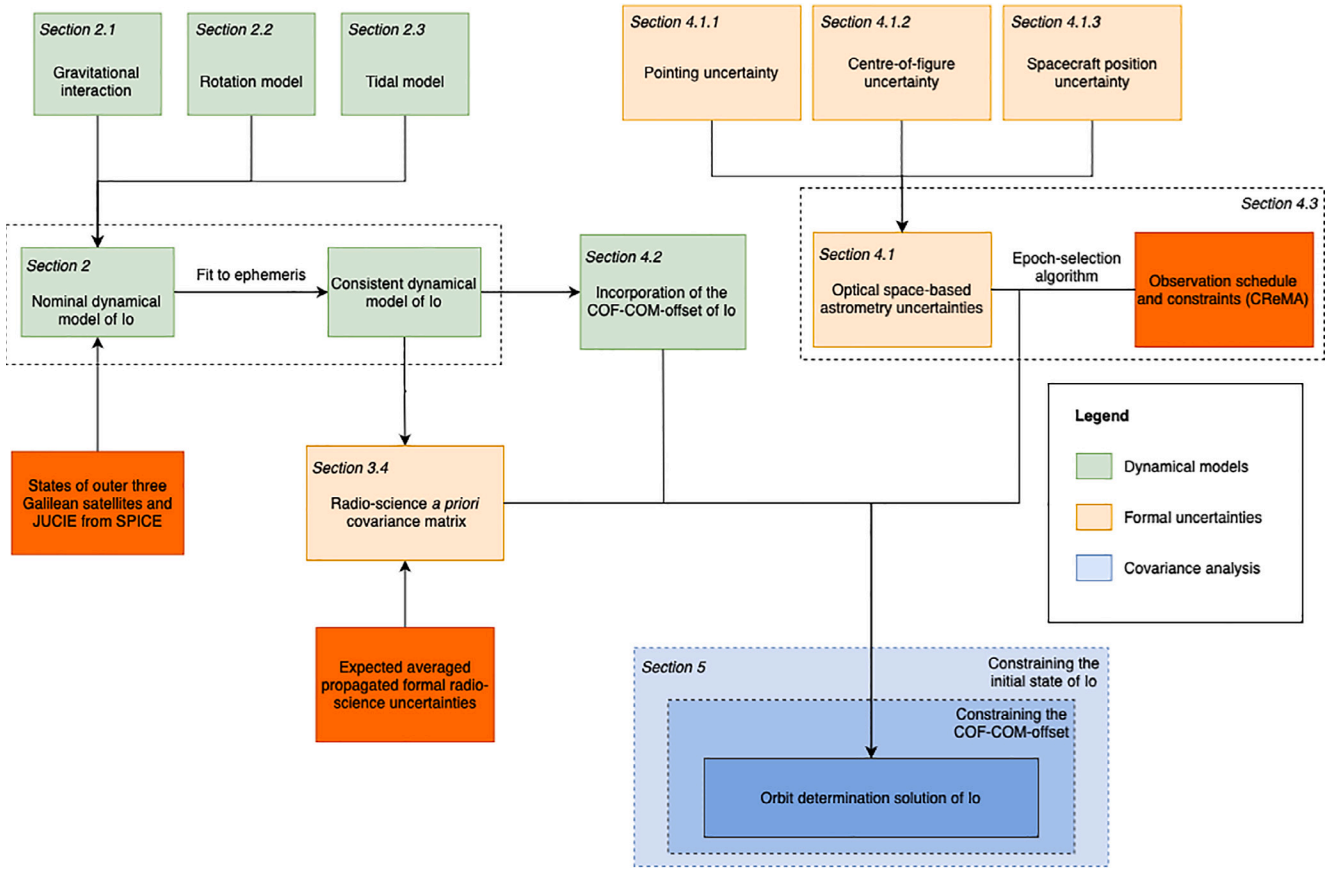 Section 2.1
Gravitational
interaction
Section 2.2
Rotation model
Section 2.3
Tidal model
Section 4.1.1
Pointing uncertainty
Section 4.1.2
Centre-of-figure
uncertainty
Section 4.1.3
Spacecraft position
uncertainty
Section 4.3
Section 2
Nominal dynamical
model of Io
Fit to ephemeris
Consistent dynamical
model of Io
Section 4.2
Incorporation of the
COF-COM-offset of Io
Section 4.1
Optical space-based
astrometry uncertainties
Epoch-selection
algorithm
Observation schedule
and constraints (CReMA)
States of outer three
Galilean satellites and
JUCIE from SPICE
Section 3.4
Radio-science a priori
covariance matrix
Expected averaged
propagated formal radio-
science uncertainties
Legend
Dynamical models
Formal uncertainties
Covariance analysis
Section 5
Constraining the
initial state of Io
Constraining the
COF-COM-offset
Orbit determination solution of Io